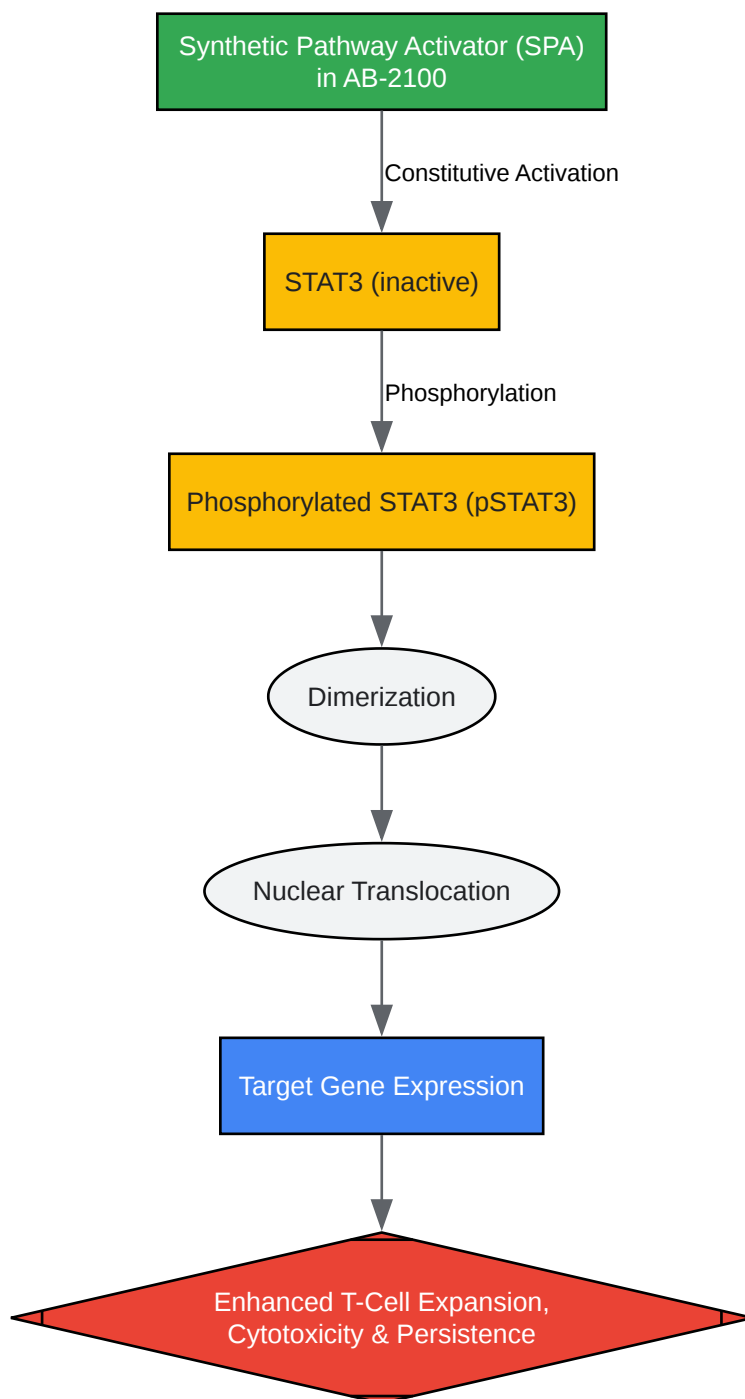 Synthetic Pathway Activator (SPA)
in AB-2100
Constitutive Activation
STAT3 (inactive)
Phosphorylation
Phosphorylated STAT3 (pSTAT3)
Dimerization
Nuclear Translocation
Target Gene Expression
Enhanced T-Cell Expansion,
Cytotoxicity & Persistence